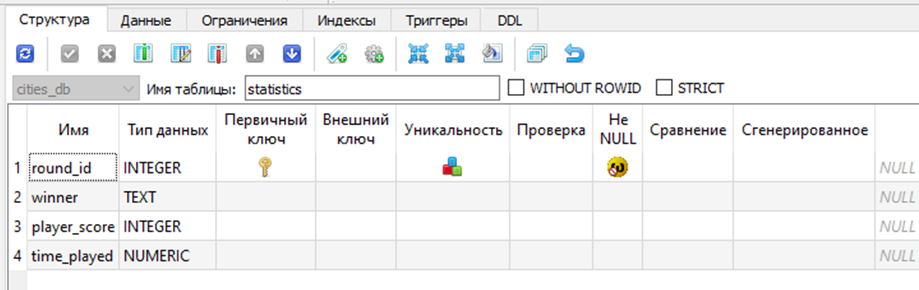 Структура Данные Ограничения Индексы Триггеры DDL
cities_db Имя таблицы: statistics WITHOUT ROWID STRICT
Имя Тип данных Первичный ключ Внешний ключ Уникальность Проверка Не NULL Сравнение Сгенерированное
1 round_id INTEGER NULL
2 winner TEXT NULL
3 player_score INTEGER NULL
4 time_played NUMERIC NULL